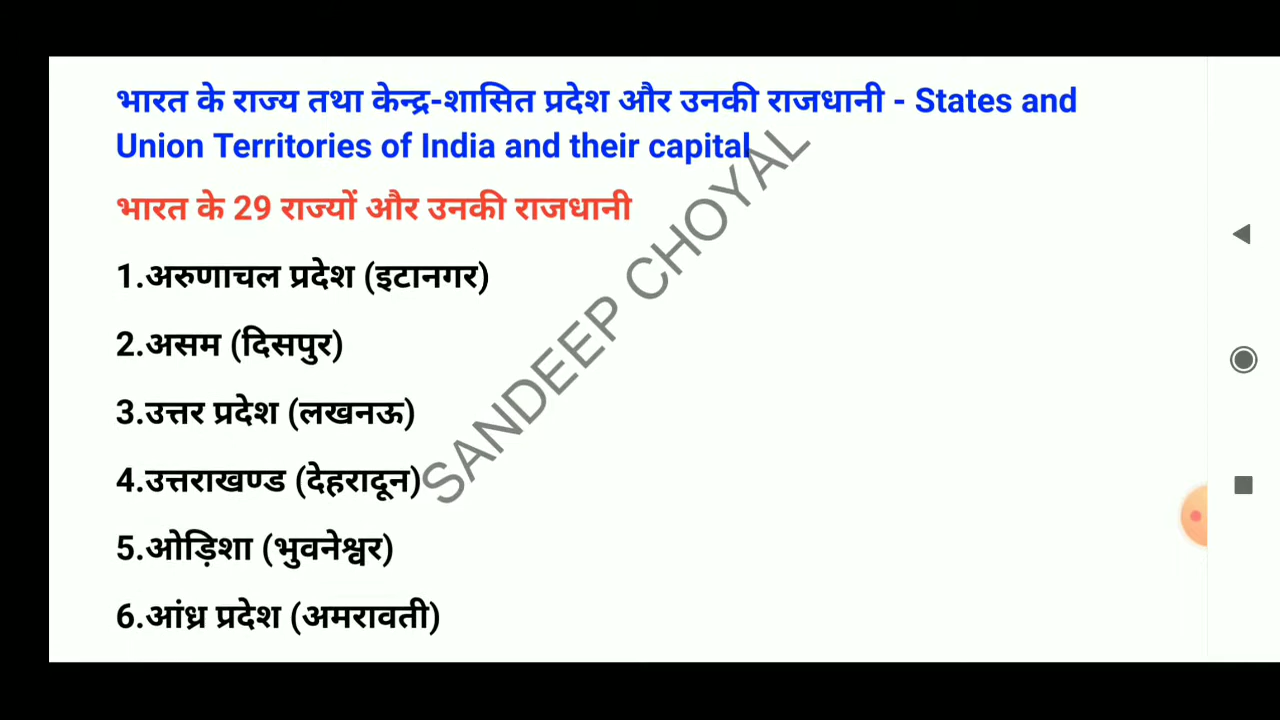 भारत के राज्य तथा केन्द्र-शासित प्रदेश और उनकी राजधानी - States and
Union Territories of India and their capital
भारत के 29 राज्यों और उनकी राजधानी
1.अरुणाचल प्रदेश (इटानगर)
2.असम (दिसपुर)
3.उत्तर प्रदेश (लखनऊ)
4.उत्तराखण्ड (देहरादून)
5.ओड़िशा (भुवनेश्वर)
6.आंध्र प्रदेश (अमरावती)
SANDEEP CHOYAL